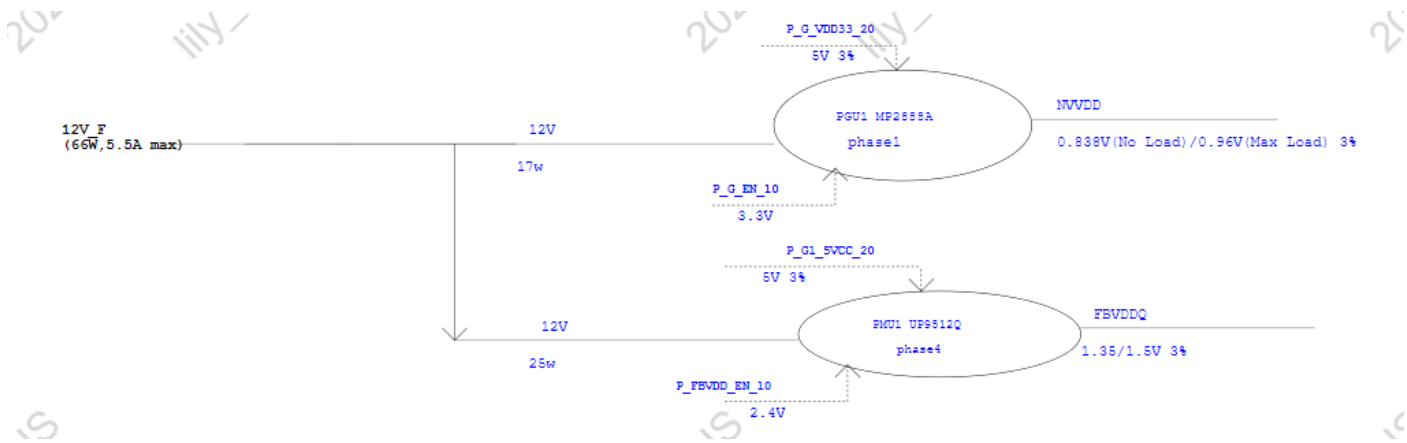 P_G_VDD33_20
5V 3%
12V_F
(66W,5.5A max)
12V
17w
PGU1 MP2888A
phase1
NVVDD
0.838V(No Load)/0.96V(Max Load) 3%
P_G_EN_10
3.3V
P_G1_5VCC_20
5V 3%
12V
25w
PMU1 UP9512Q
phase4
FBVDDQ
1.35/1.5V 3%
P_FBVDD_EN_10
2.4V
lily_
lily_